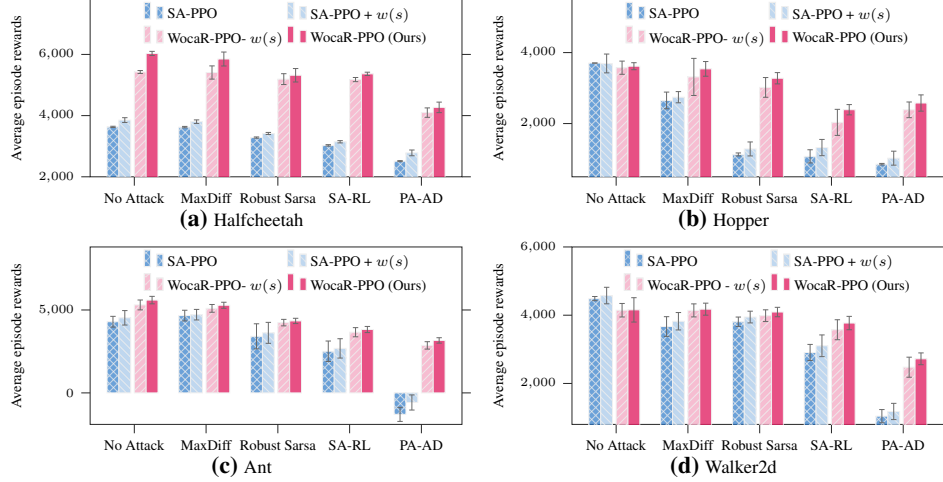 SA-PPO
SA-PPO + w(s)
WocaR-PPO- w(s)
WocaR-PPO (Ours)
Average episode rewards
6,000
4,000
2,000
No Attack MaxDiff Robust Sarsa SA-RL PA-AD
(a) Halfcheetah
SA-PPO
SA-PPO + w(s)
WocaR-PPO- w(s)
WocaR-PPO (Ours)
Average episode rewards
4,000
2,000
No Attack MaxDiff Robust Sarsa SA-RL PA-AD
(b) Hopper
SA-PPO
SA-PPO + w(s)
WocaR-PPO- w(s)
WocaR-PPO (Ours)
Average episode rewards
5,000
0
No Attack MaxDiff Robust Sarsa SA-RL PA-AD
(c) Ant
SA-PPO
SA-PPO + w(s)
WocaR-PPO - w(s)
WocaR-PPO (Ours)
Average episode rewards
6,000
4,000
2,000
No Attack MaxDiff Robust Sarsa SA-RL PA-AD
(d) Walker2d